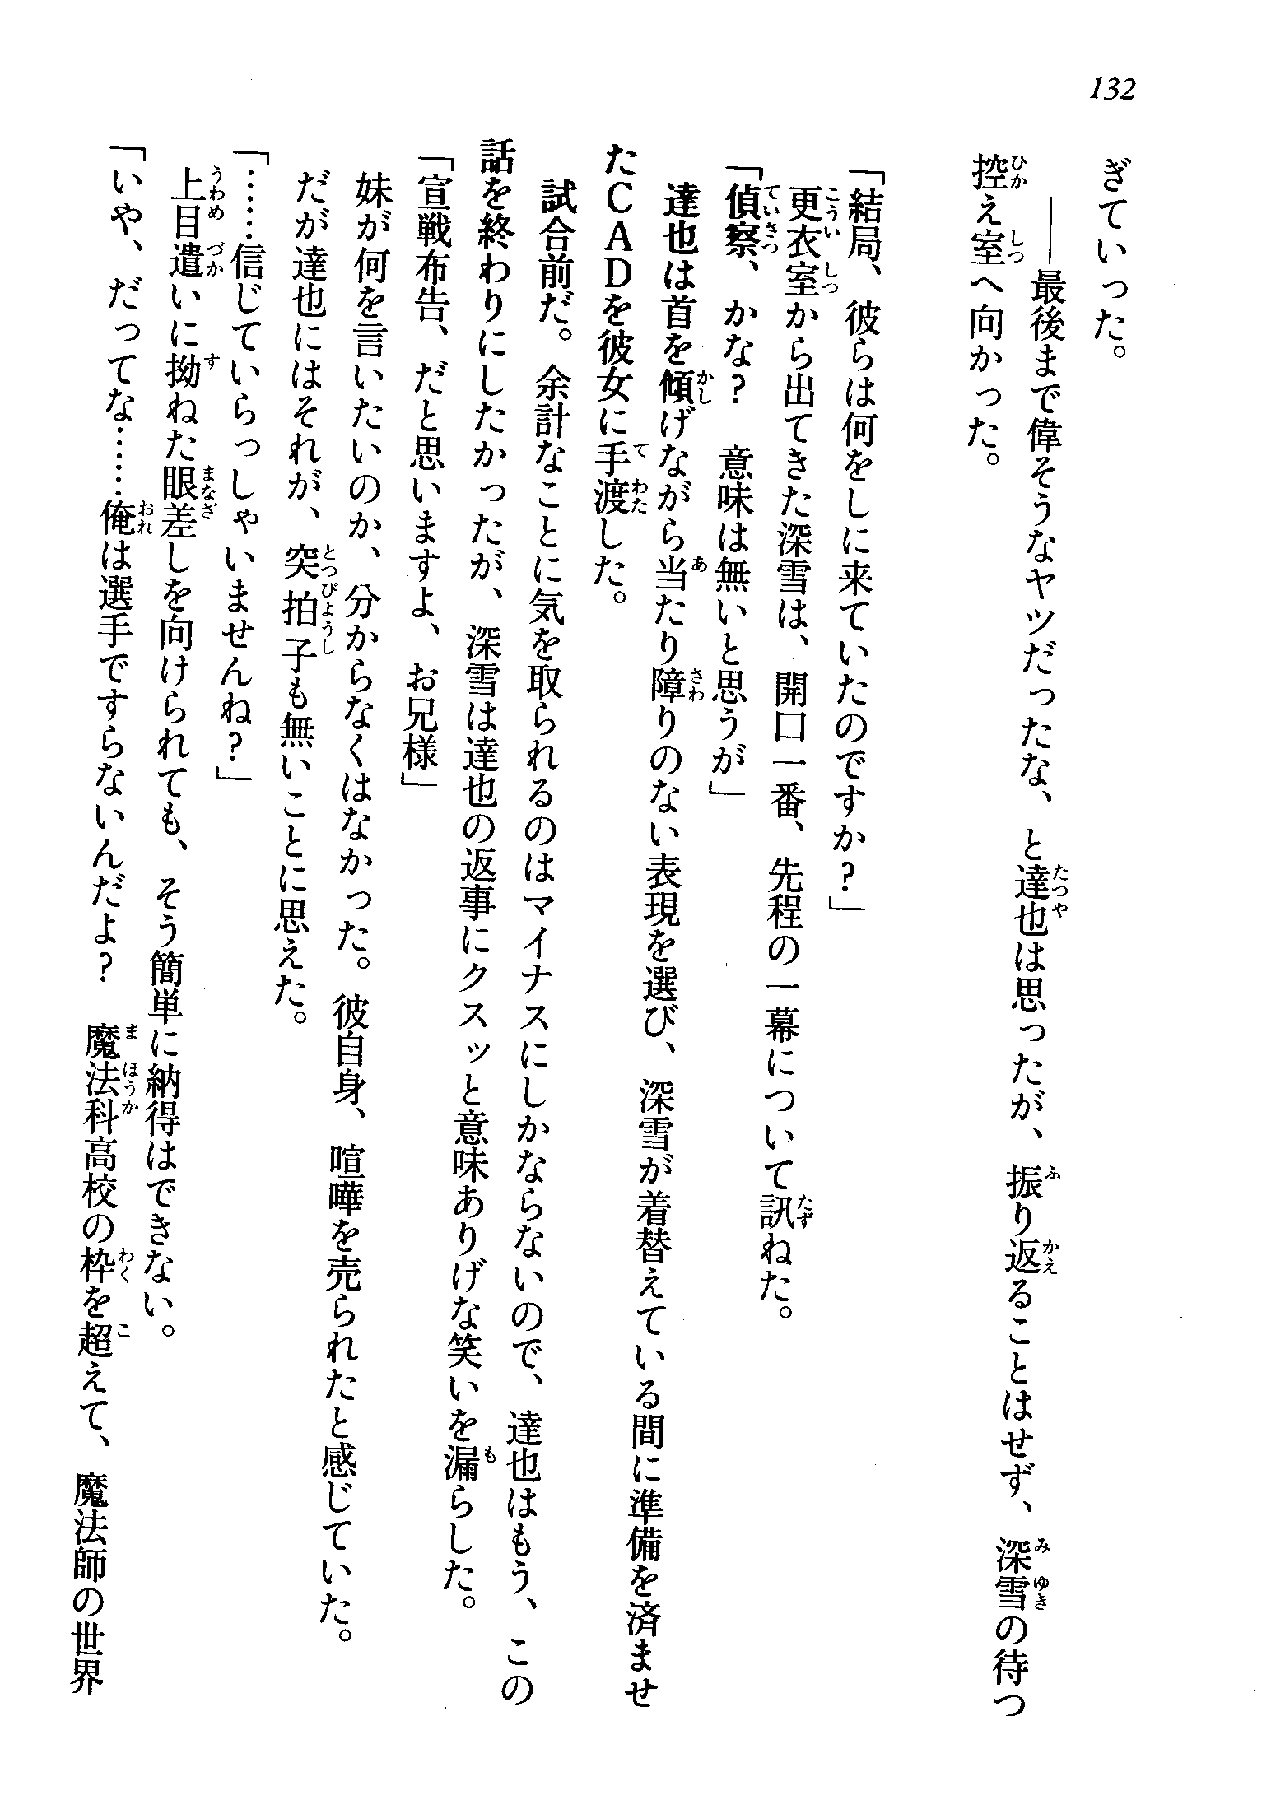 132
ぎていった。
――最後まで偉そうなヤツだったな、と達也は思ったが、振り返ることはせず、深雪の待つ
控え室へ向かった。
「結局、彼らは何をしに来ていたのですか？」
更衣室から出てきた深雪は、開口一番、先程の一幕について訊ねた。
「偵察、かな？　意味は無いと思うが」
達也は首を傾げながら当たり障りのない表現を選び、深雪が着替えている間に準備を済ませ
たＣＡＤを彼女に手渡した。
試合前だ。余計なことに気を取られるのはマイナスにしかならないので、達也はもう、この
話を終わりにしたかったが、深雪は達也の返事にクスッと意味ありげな笑いを漏らした。
「宣戦布告、だと思いますよ、お兄様」
妹が何を言いたいのか、分からなくはなかった。彼自身、喧嘩を売られたと感じていた。
だが達也にはそれが、突拍子も無いことに思えた。
「……信じていらっしゃいませんね？」
上目遣いに拗ねた眼差しを向けられても、そう簡単に納得はできない。
「いや、だってな……俺は選手ですらないんだよ？　魔法科高校の枠を超えて、魔法師の世界